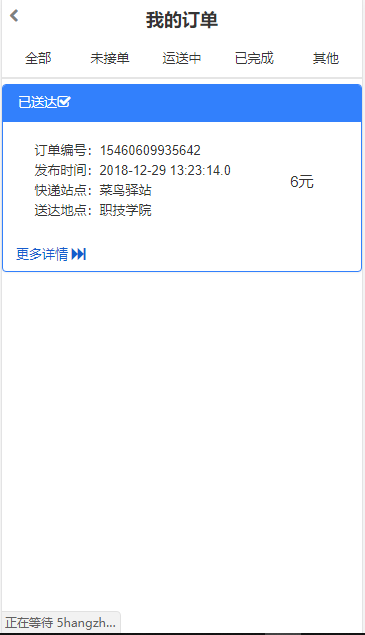 我的订单
全部 未接单 运送中 已完成 其他
已送达
订单编号：15460609935642
发布时间：2018-12-29 13:23:14.0
快递站点：菜鸟驿站
送达地点：职技学院
6元
更多详情
正在等待 5hangzh...